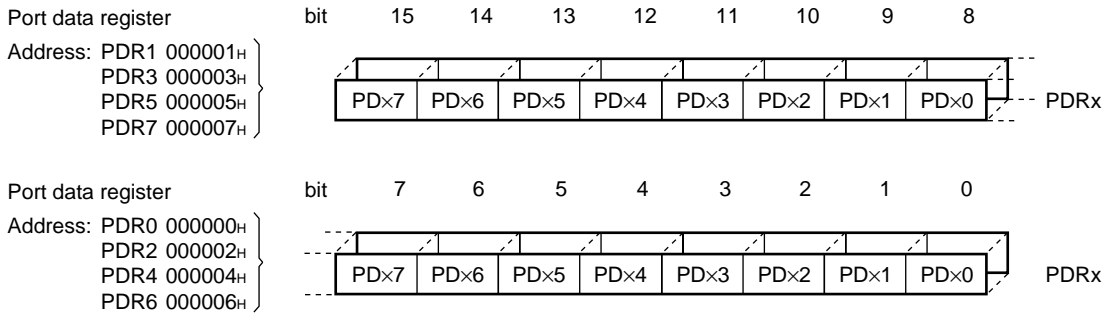 Port data register bit 15 14 13 12 11 10 9 8
Address: PDR1 000001H
PDR3 000003H
PDR5 000005H
PDR7 000007H
PD×7 PD×6 PD×5 PD×4 PD×3 PD×2 PD×1 PD×0 PDRx
Port data register bit 7 6 5 4 3 2 1 0
Address: PDR0 000000H
PDR2 000002H
PDR4 000004H
PDR6 000006H
PD×7 PD×6 PD×5 PD×4 PD×3 PD×2 PD×1 PD×0 PDRx